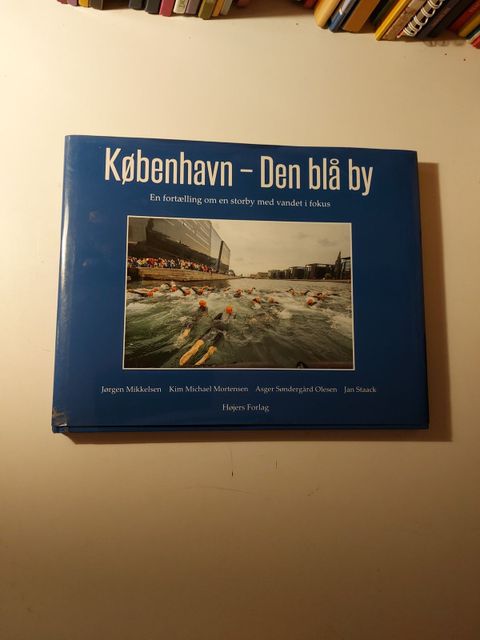 København – Den blå by
En fortælling om en storby med vandet i fokus
Jørgen Mikkelsen Kim Michael Mortensen Asger Søndergård Olesen Jan Staack
Højers Forlag